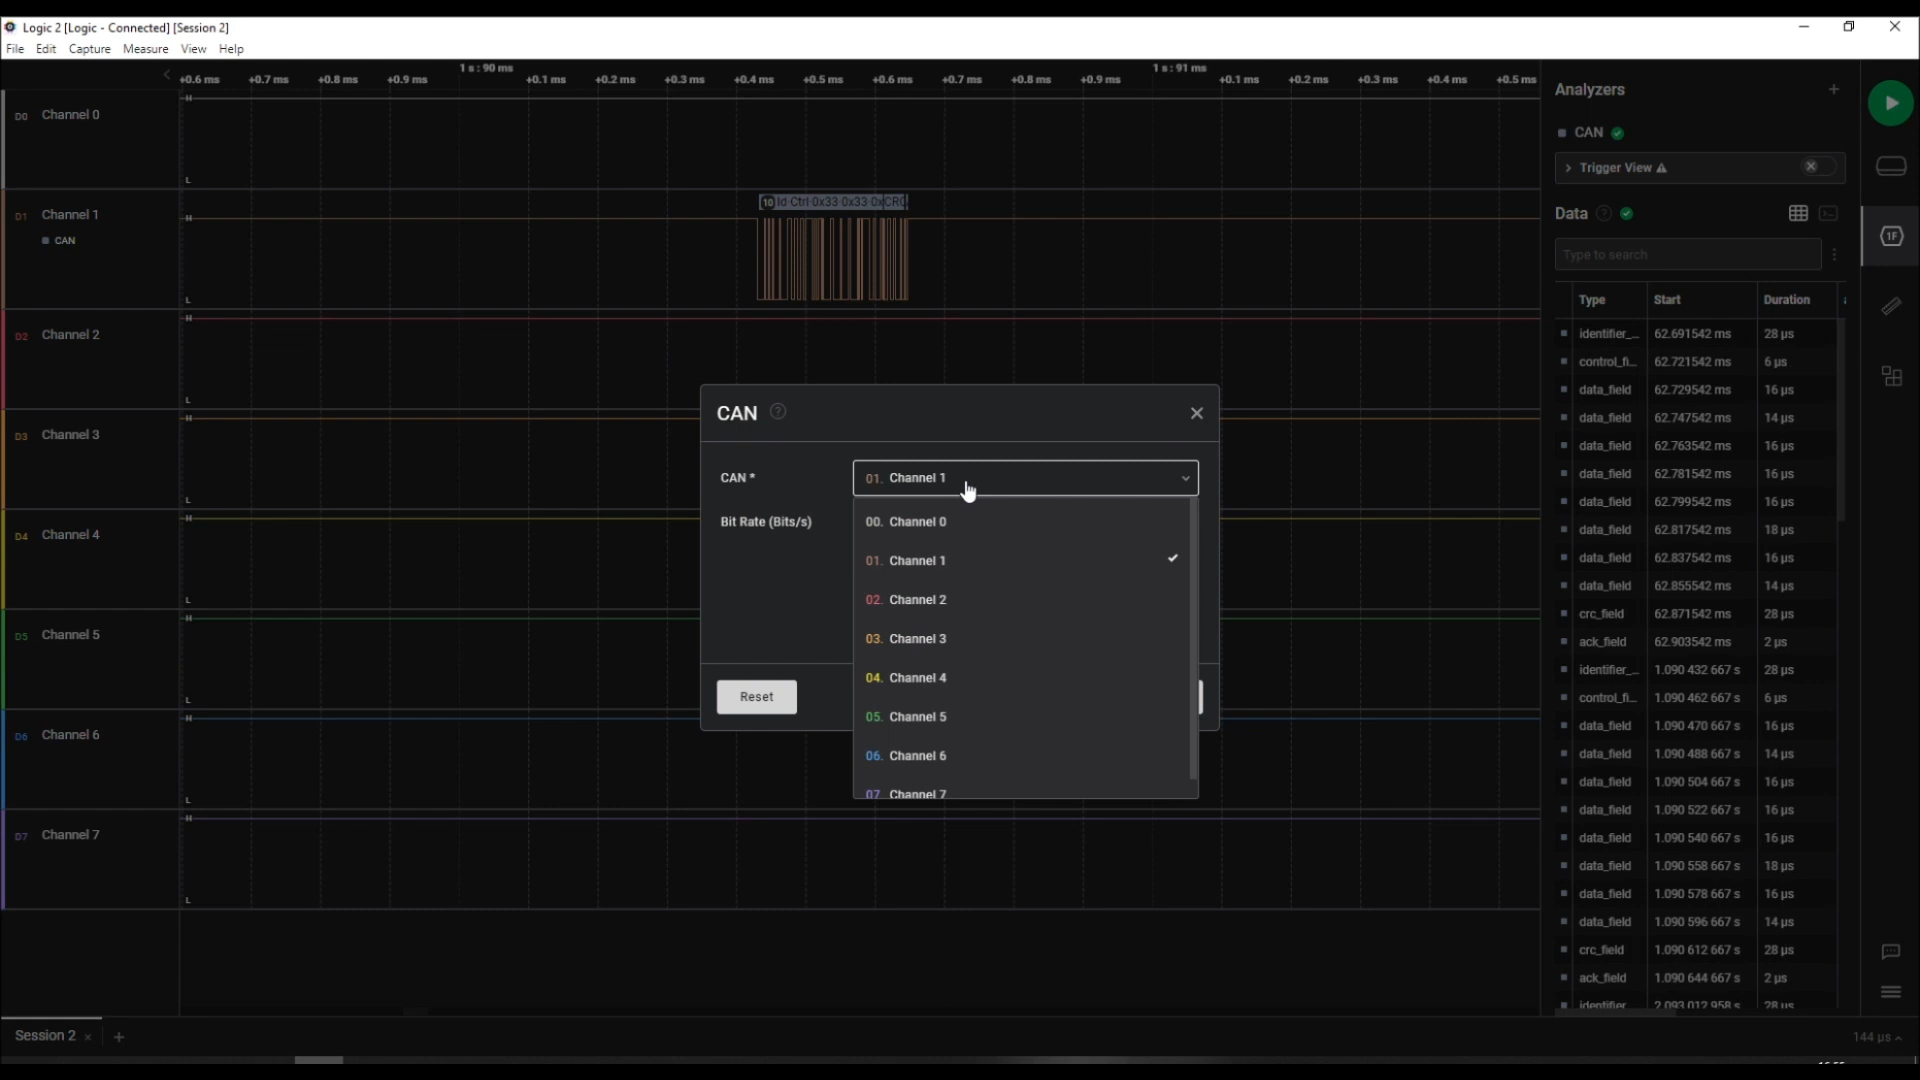 Logic 2 [Logic - Connected] [Session 2]
File Edit Capture Measure View Help
1 s : 90 ms 1 s : 91 ms
+0.6 ms +0.7 ms +0.8 ms +0.9 ms +0.1 ms +0.2 ms +0.3 ms +0.4 ms +0.5 ms +0.6 ms +0.7 ms +0.8 ms +0.9 ms +0.1 ms +0.2 ms +0.3 ms +0.4 ms +0.5 ms
D0 Channel 0
H
L
D1 Channel 1
CAN
H
L
10 Id Ctrl 0x33 0x33 0x CRC
D2 Channel 2
H
L
D3 Channel 3
H
L
D4 Channel 4
H
L
D5 Channel 5
H
L
D6 Channel 6
H
L
D7 Channel 7
H
L
CAN ?
CAN *
01. Channel 1
Bit Rate (Bits/s)
00. Channel 0
01. Channel 1
02. Channel 2
03. Channel 3
04. Channel 4
05. Channel 5
06. Channel 6
07. Channel 7
Reset
Analyzers +
CAN
Trigger View
Data ?
Type to search
1F
Type Start Duration
identifier_... 62.691542 ms 28 µs
control_fi... 62.721542 ms 6 µs
data_field 62.729542 ms 16 µs
data_field 62.747542 ms 14 µs
data_field 62.763542 ms 16 µs
data_field 62.781542 ms 16 µs
data_field 62.799542 ms 16 µs
data_field 62.817542 ms 18 µs
data_field 62.837542 ms 16 µs
data_field 62.855542 ms 14 µs
crc_field 62.871542 ms 28 µs
ack_field 62.903542 ms 2 µs
identifier_... 1.090 432 667 s 28 µs
control_fi... 1.090 462 667 s 6 µs
data_field 1.090 470 667 s 16 µs
data_field 1.090 488 667 s 14 µs
data_field 1.090 504 667 s 16 µs
data_field 1.090 522 667 s 16 µs
data_field 1.090 540 667 s 16 µs
data_field 1.090 558 667 s 18 µs
data_field 1.090 578 667 s 16 µs
data_field 1.090 596 667 s 14 µs
crc_field 1.090 612 667 s 28 µs
ack_field 1.090 644 667 s 2 µs
identifier 2.093 012 958 s 28 µs
Session 2 × +
144 µs